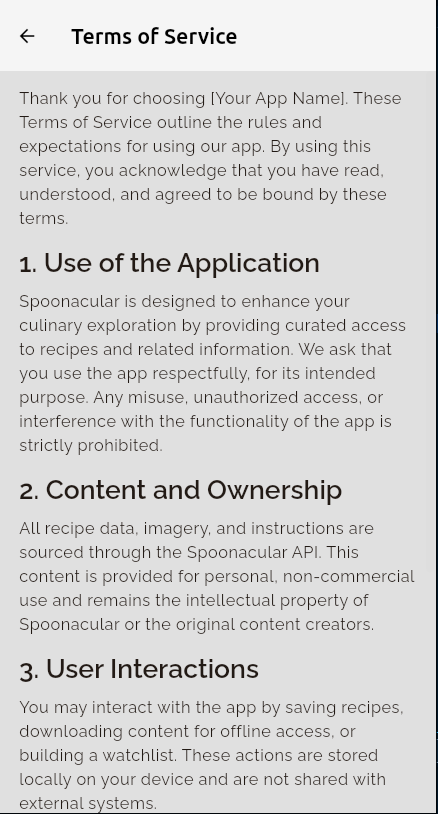 Terms of Service
Thank you for choosing [Your App Name]. These
Terms of Service outline the rules and
expectations for using our app. By using this
service, you acknowledge that you have read,
understood, and agreed to be bound by these
terms.
1. Use of the Application
Spoonacular is designed to enhance your
culinary exploration by providing curated access
to recipes and related information. We ask that
you use the app respectfully, for its intended
purpose. Any misuse, unauthorized access, or
interference with the functionality of the app is
strictly prohibited.
2. Content and Ownership
All recipe data, imagery, and instructions are
sourced through the Spoonacular API. This
content is provided for personal, non-commercial
use and remains the intellectual property of
Spoonacular or the original content creators.
3. User Interactions
You may interact with the app by saving recipes,
downloading content for offline access, or
building a watchlist. These actions are stored
locally on your device and are not shared with
external systems.